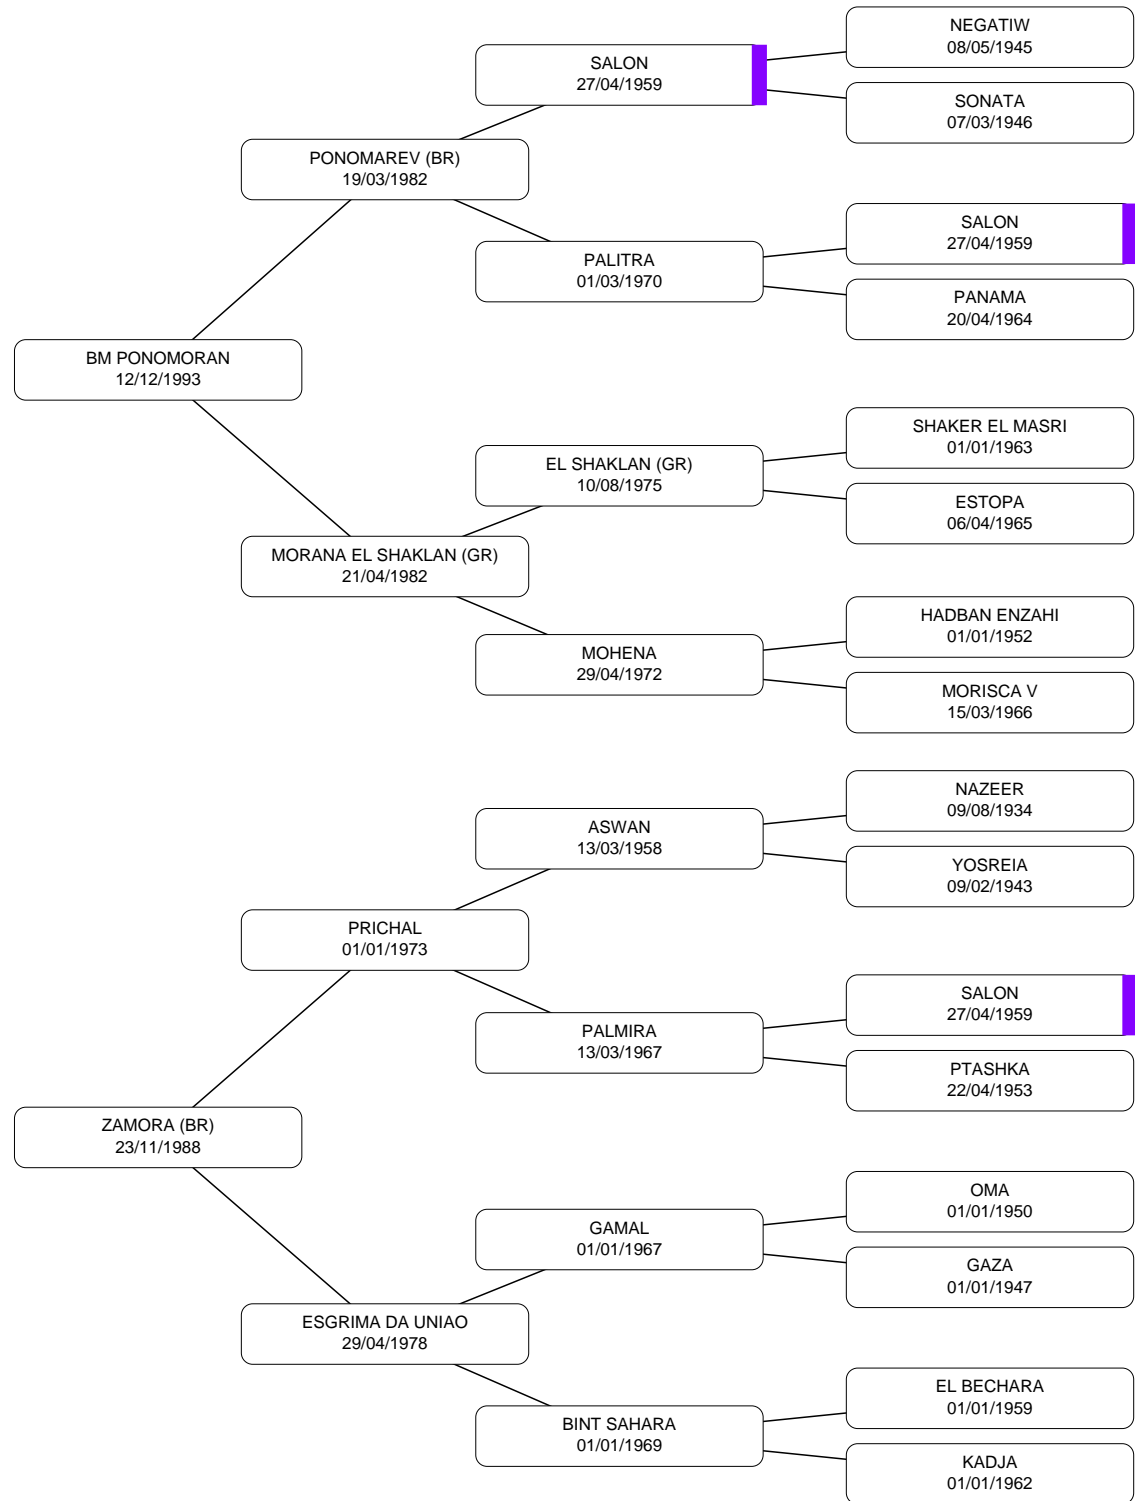 NEGATIW
08/05/1945
SALON
27/04/1959
SONATA
07/03/1946
PONOMAREV (BR)
19/03/1982
SALON
27/04/1959
PALITRA
01/03/1970
PANAMA
20/04/1964
BM PONOMORAN
12/12/1993
SHAKER EL MASRI
01/01/1963
EL SHAKLAN (GR)
10/08/1975
ESTOPA
06/04/1965
MORANA EL SHAKLAN (GR)
21/04/1982
HADBAN ENZAHI
01/01/1952
MOHENA
29/04/1972
MORISCA V
15/03/1966
NAZEER
09/08/1934
ASWAN
13/03/1958
YOSREIA
09/02/1943
PRICHAL
01/01/1973
SALON
27/04/1959
PALMIRA
13/03/1967
PTASHKA
22/04/1953
ZAMORA (BR)
23/11/1988
OMA
01/01/1950
GAMAL
01/01/1967
GAZA
01/01/1947
ESGRIMA DA UNIAO
29/04/1978
EL BECHARA
01/01/1959
BINT SAHARA
01/01/1969
KADJA
01/01/1962